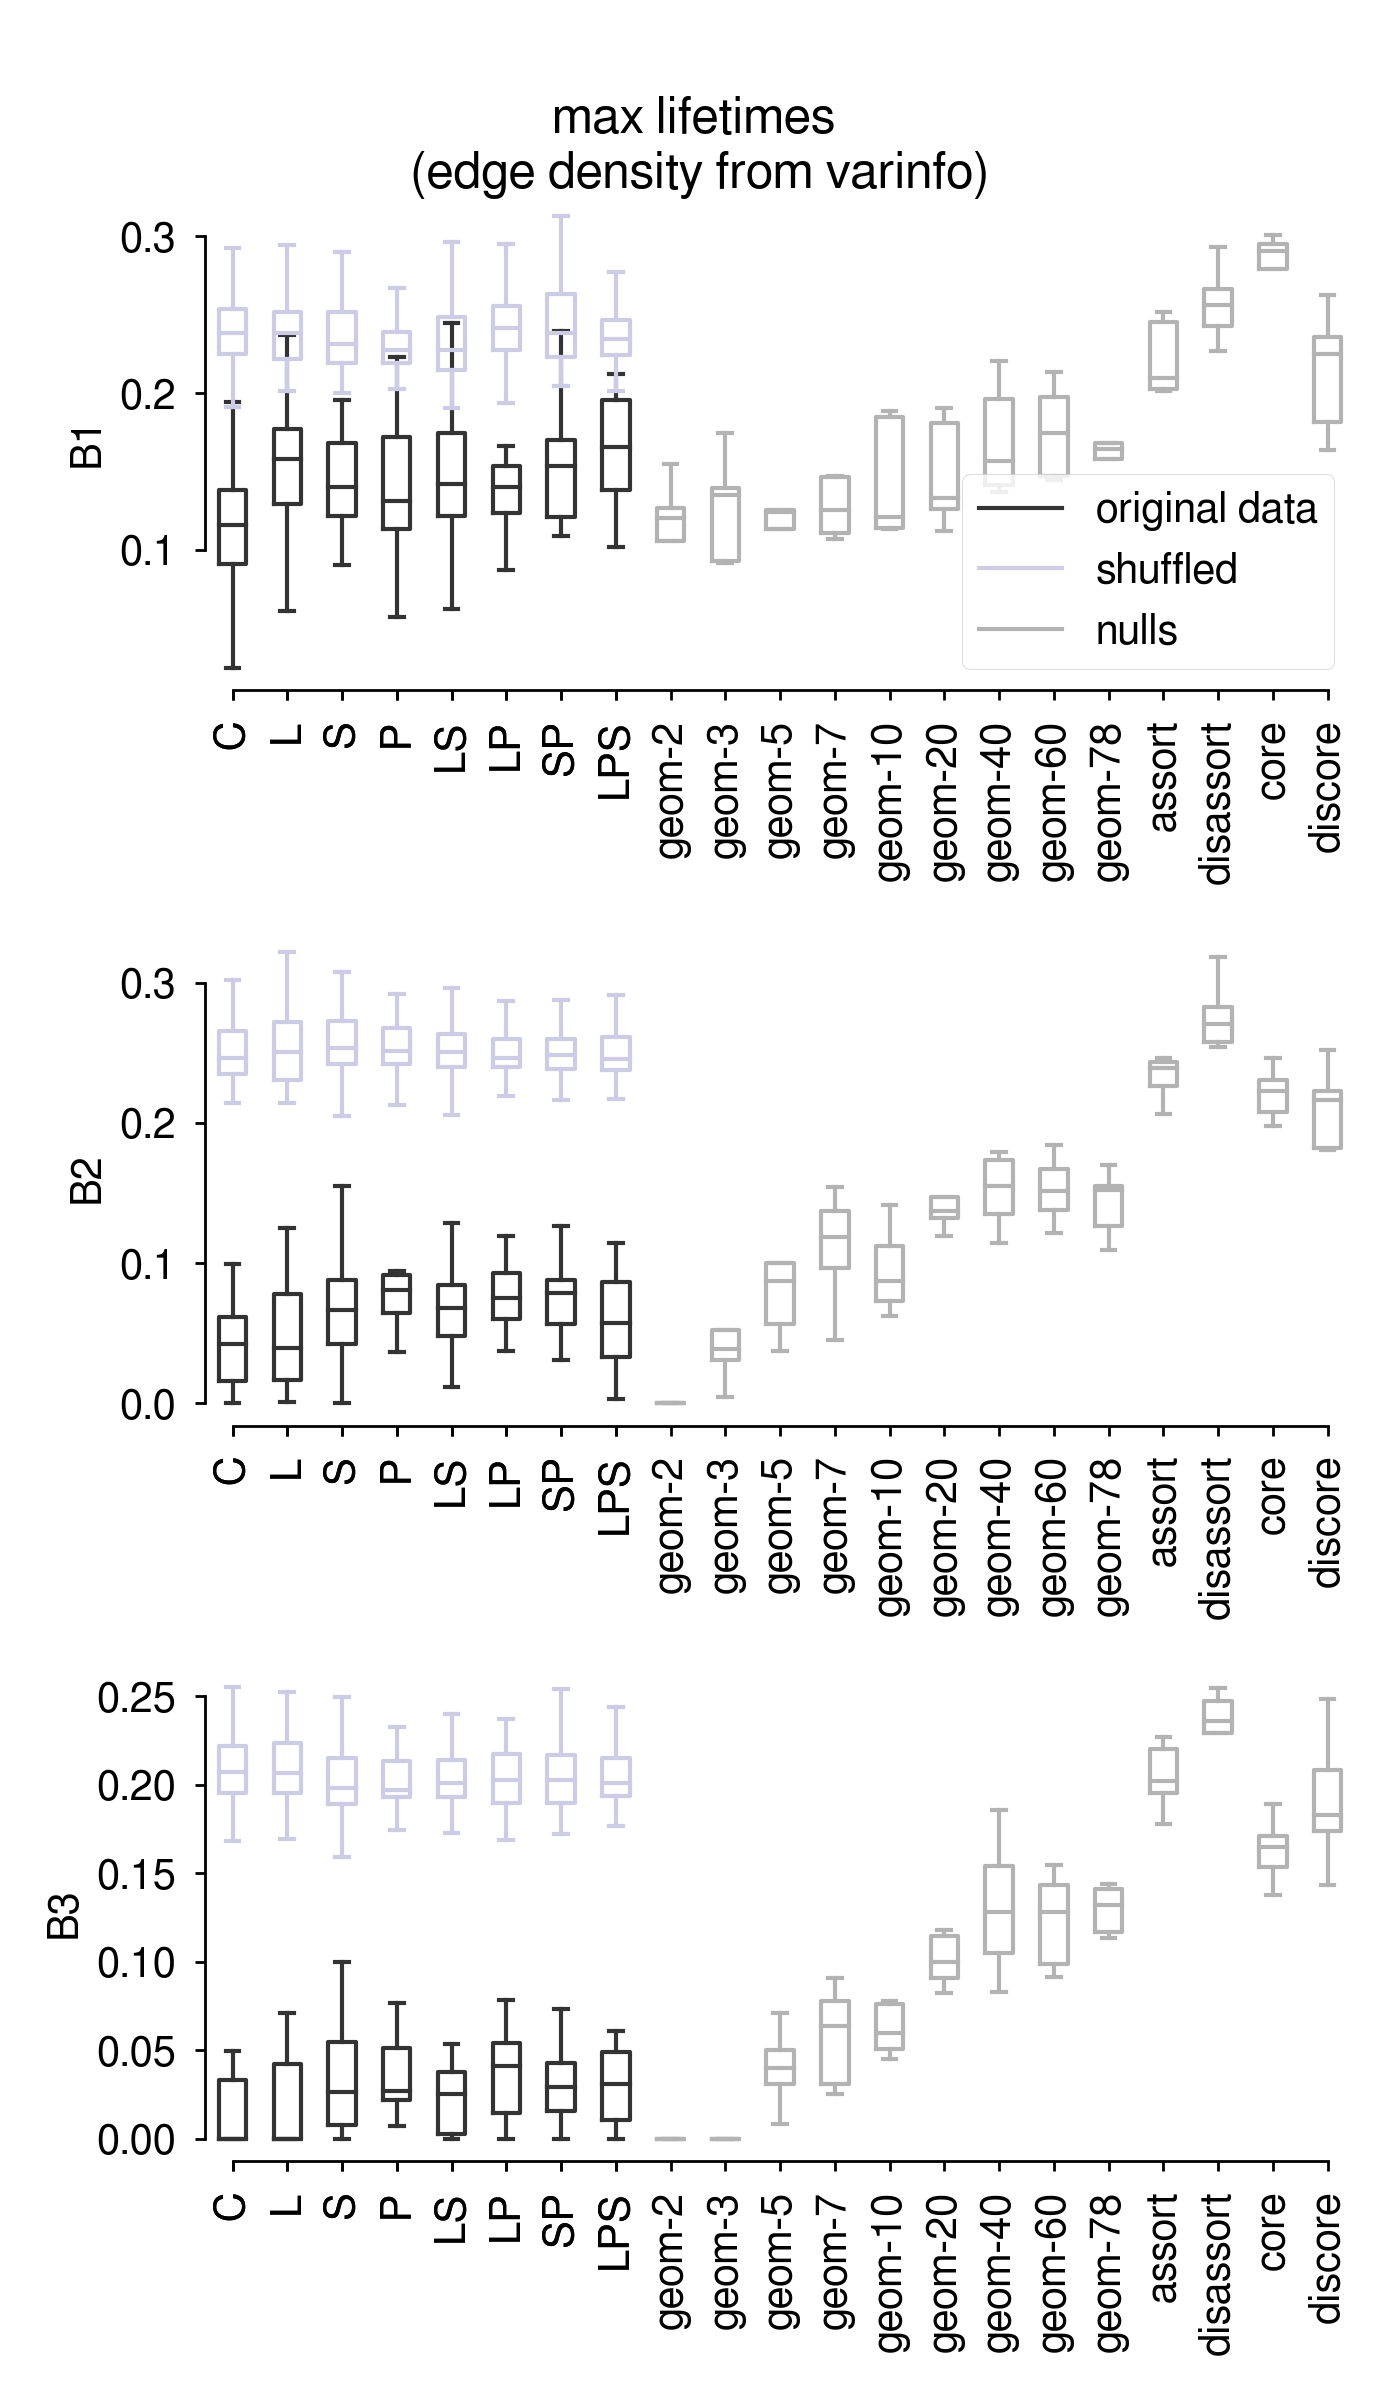 max lifetimes
(edge density from varinfo)
B1
0.3
0.2
0.1
original data
shuffled
nulls
C L S P LS LP SP LPS geom-2 geom-3 geom-5 geom-7 geom-10 geom-20 geom-40 geom-60 geom-78 assort disassort core discore
B2
0.3
0.2
0.1
0.0
C L S P LS LP SP LPS geom-2 geom-3 geom-5 geom-7 geom-10 geom-20 geom-40 geom-60 geom-78 assort disassort core discore
B3
0.25
0.20
0.15
0.10
0.05
0.00
C L S P LS LP SP LPS geom-2 geom-3 geom-5 geom-7 geom-10 geom-20 geom-40 geom-60 geom-78 assort disassort core discore